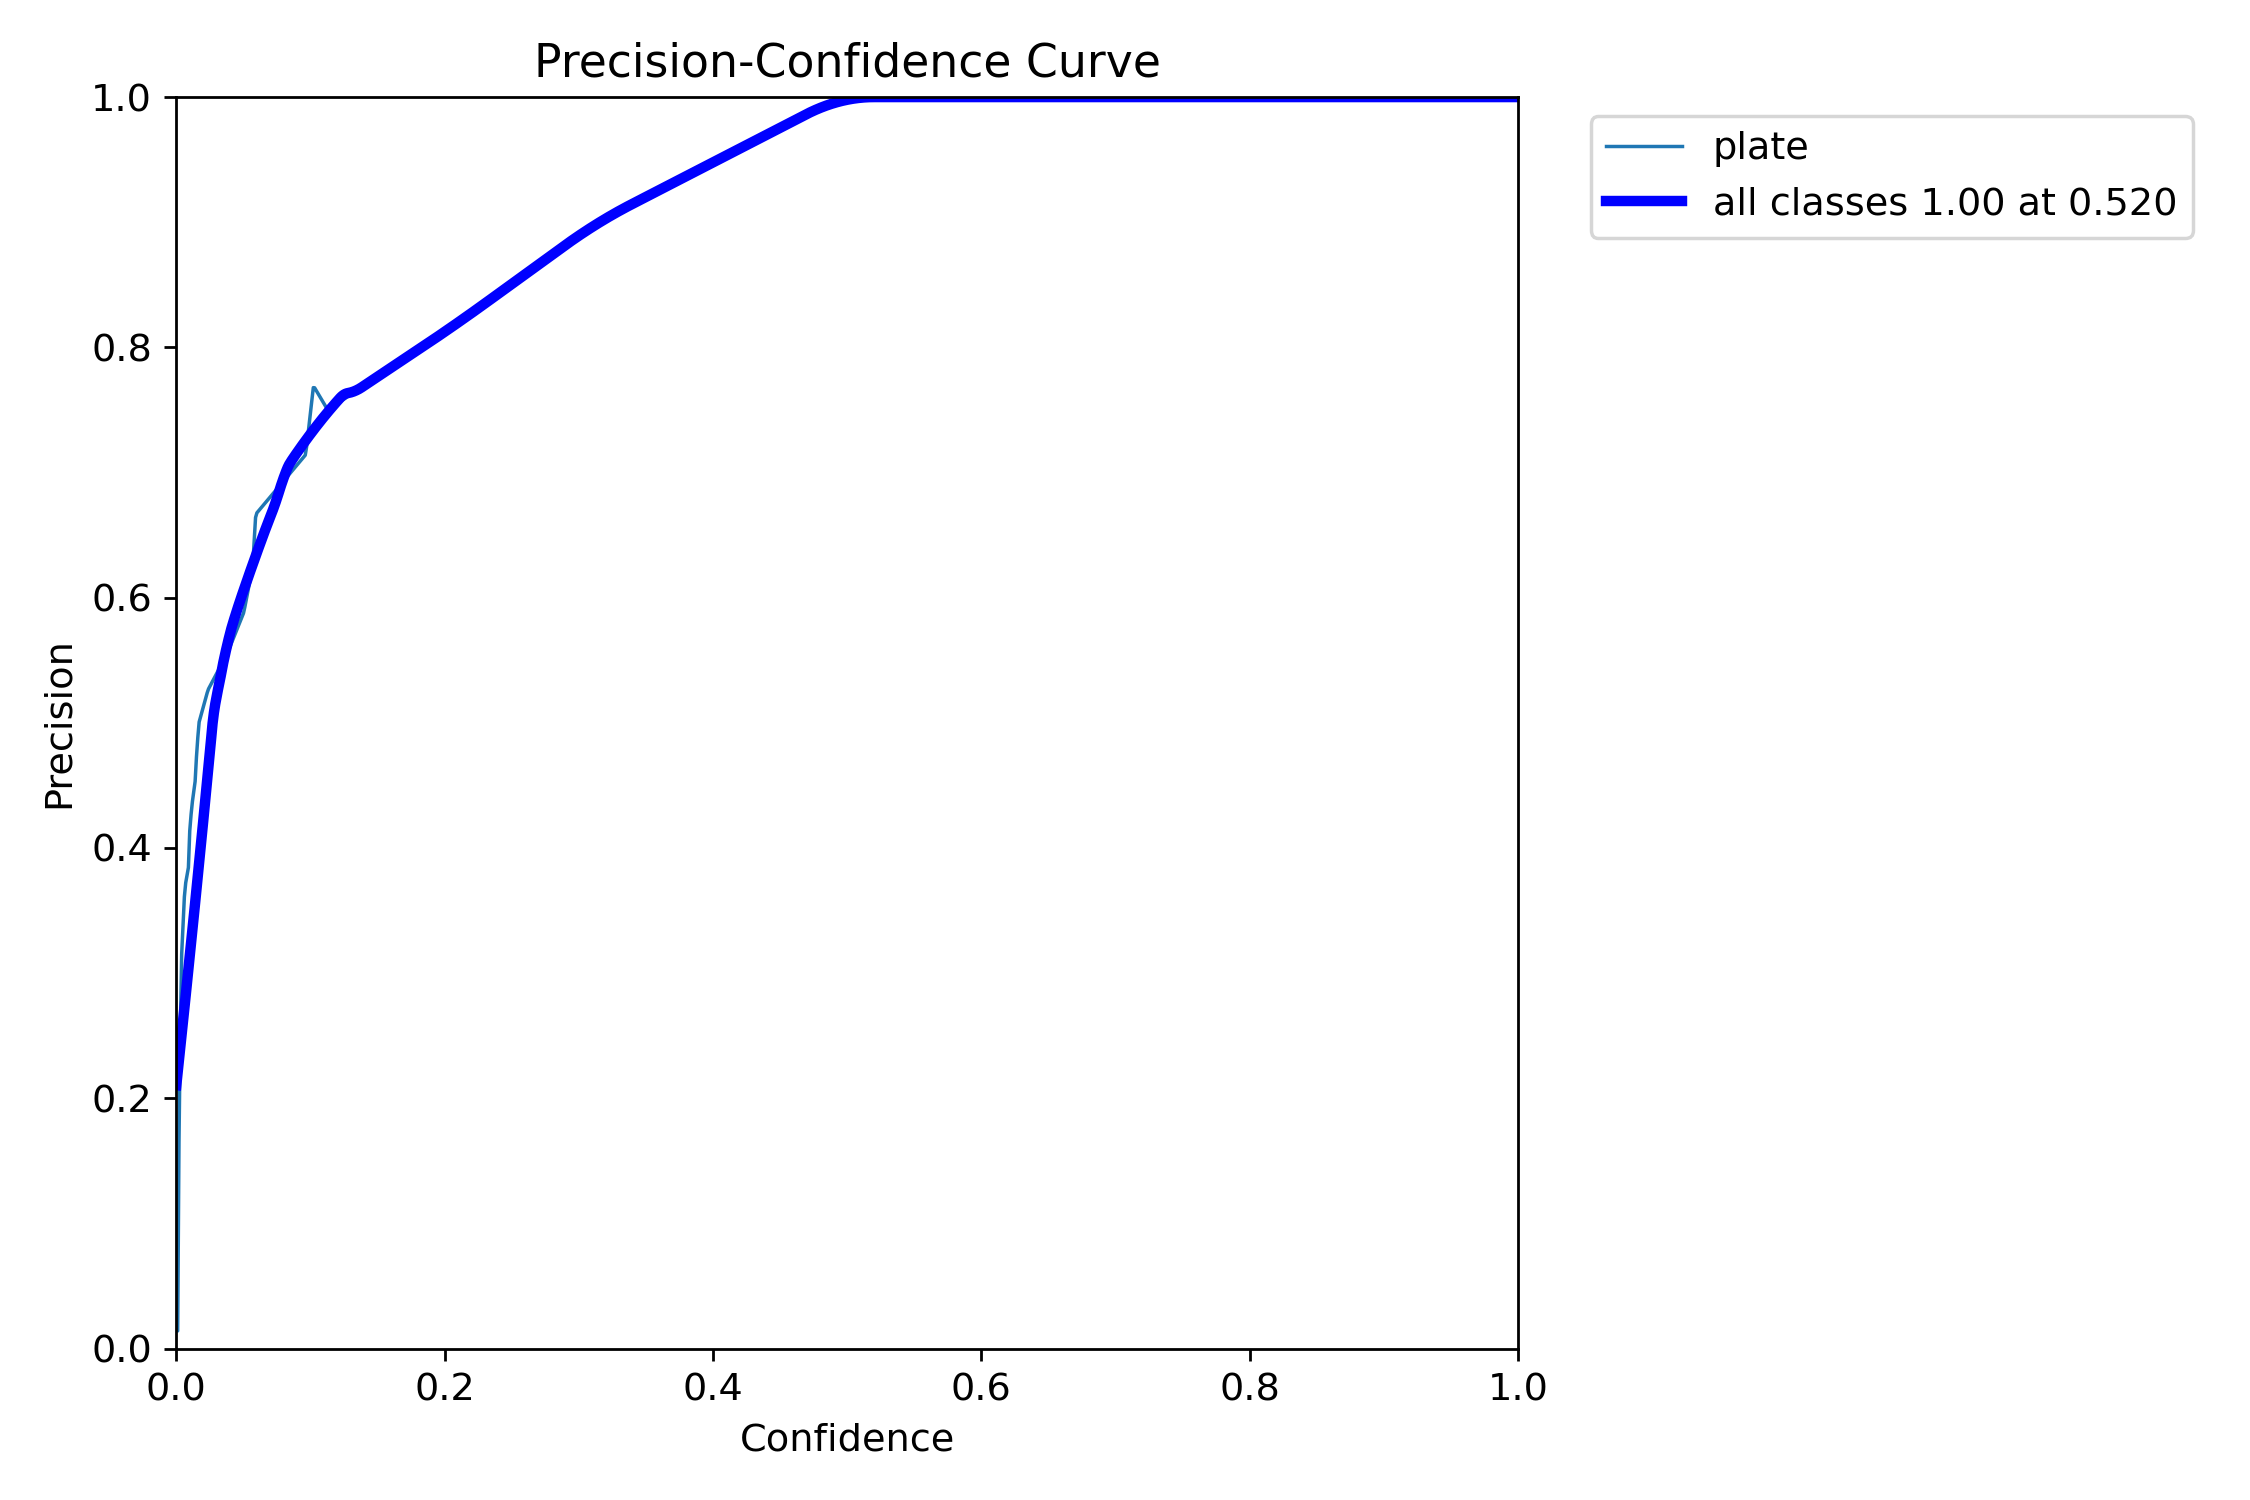 Precision-Confidence Curve
1.0
0.8
0.6
0.4
0.2
0.0
Precision
0.0 0.2 0.4 0.6 0.8 1.0
Confidence
plate
all classes 1.00 at 0.520